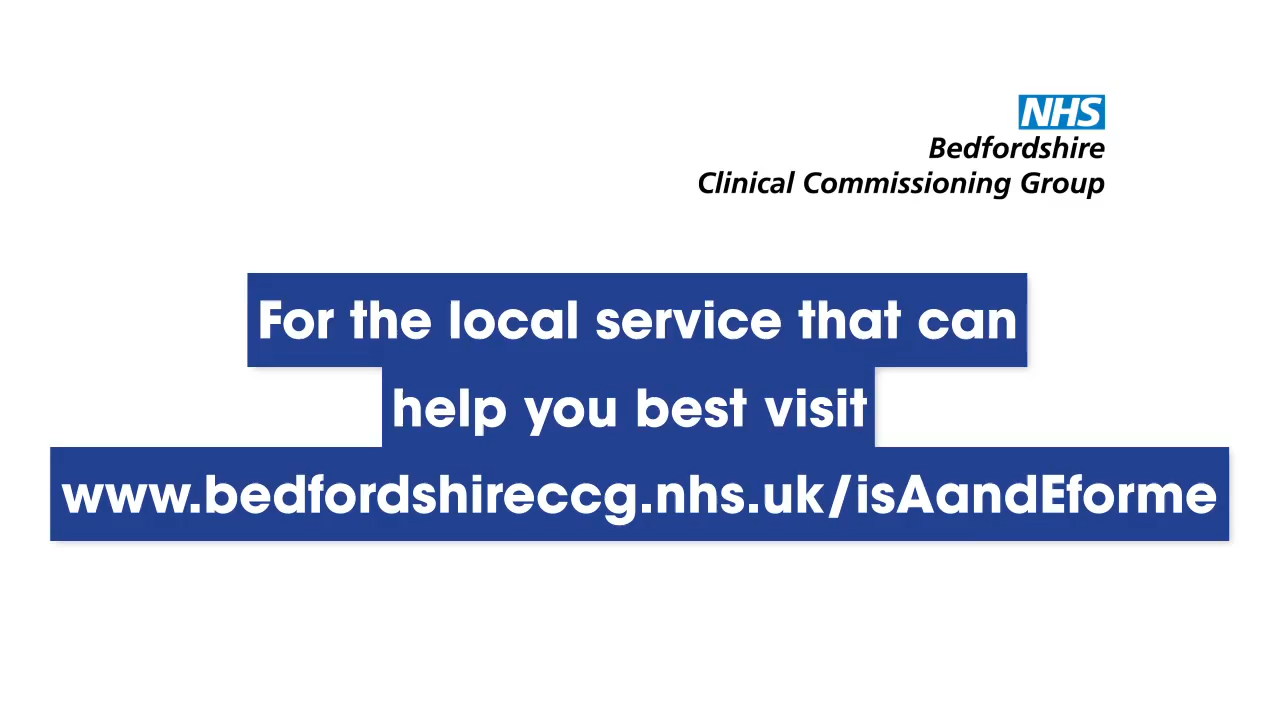 NHS
Bedfordshire
Clinical Commissioning Group
For the local service that can
help you best visit
www.bedfordshireccg.nhs.uk/isAandEforme